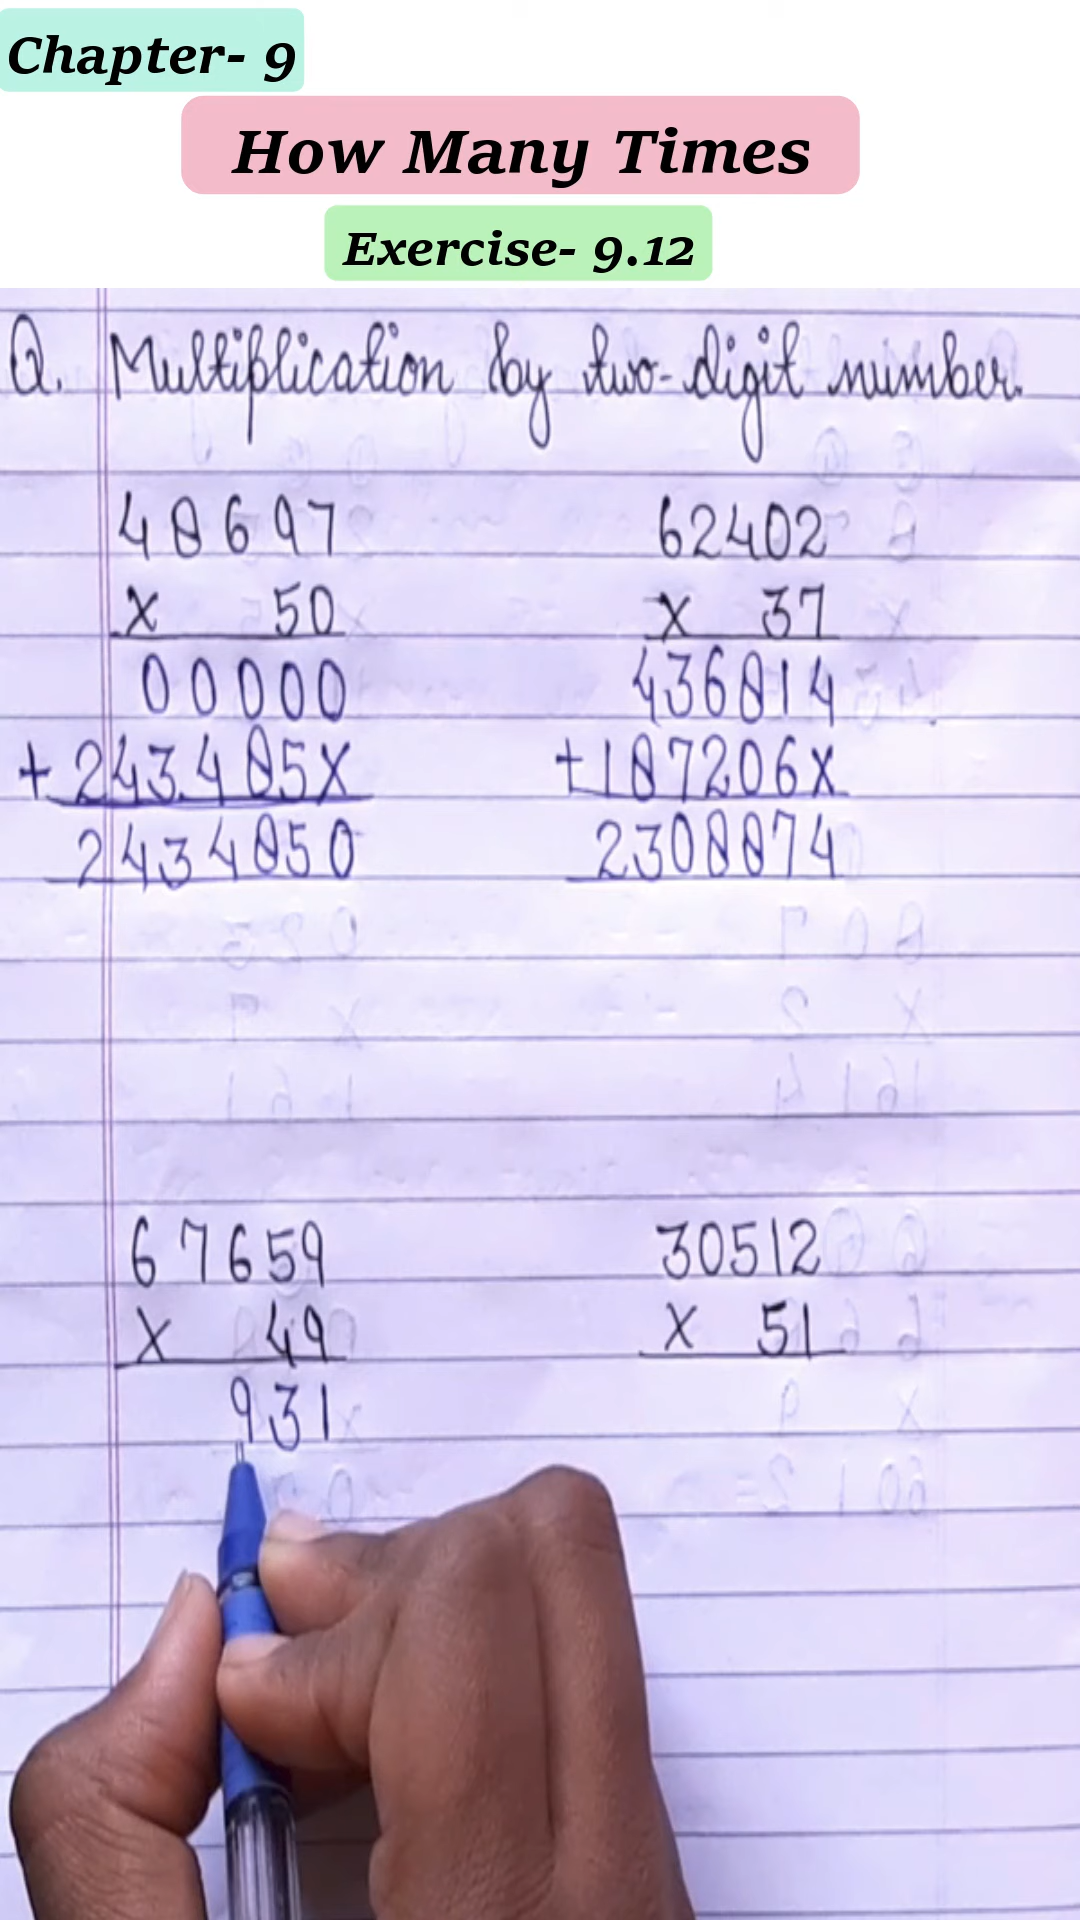 Chapter- 9
How Many Times
Exercise- 9.12
Q. Multiplication by two-digit number.
48697 62402
x 50 x 37
00000 436814
+ 243485x + 187206x
2434850 2308874
67659 30512
x 49 x 51
931